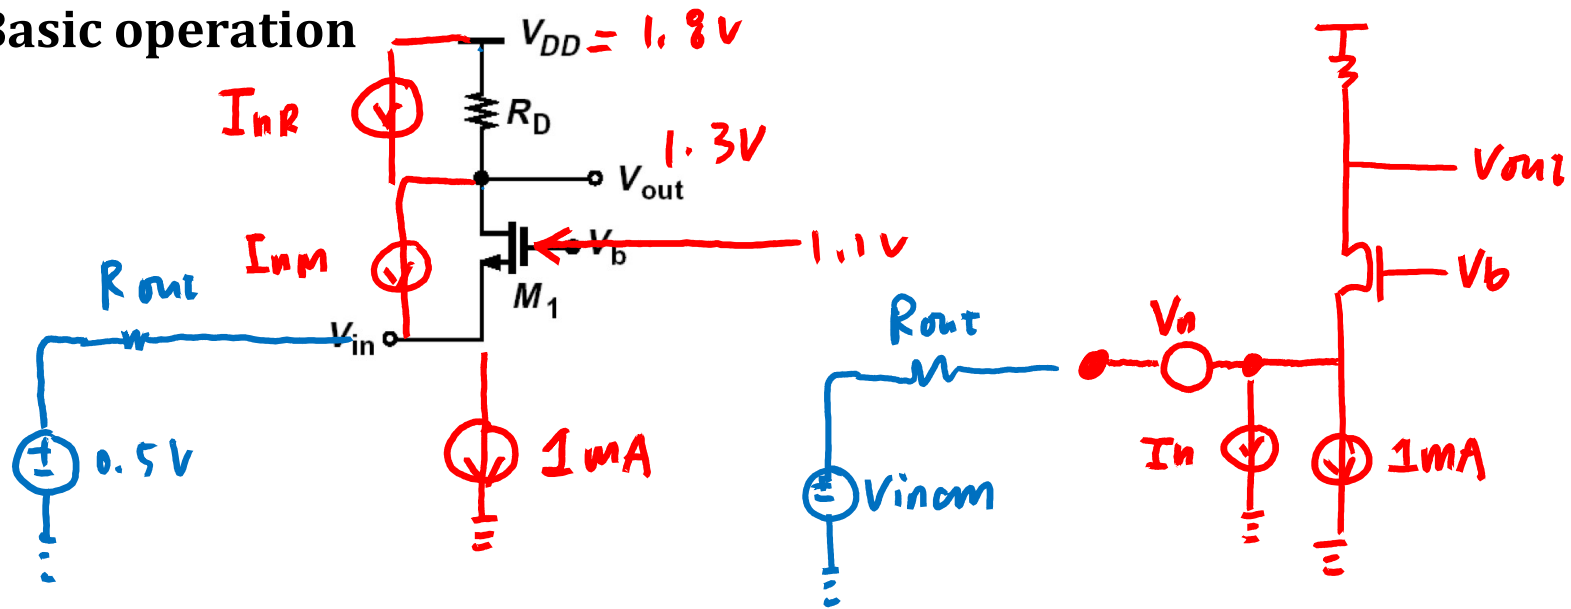 Basic operation
VDD = 1.8V
InR
RD
1.3V
Vout
Vout
InM
Vb
1.1V
Vb
M1
Rout
Vin
Rout
Vn
0.5V
1mA
Vincm
In
1mA